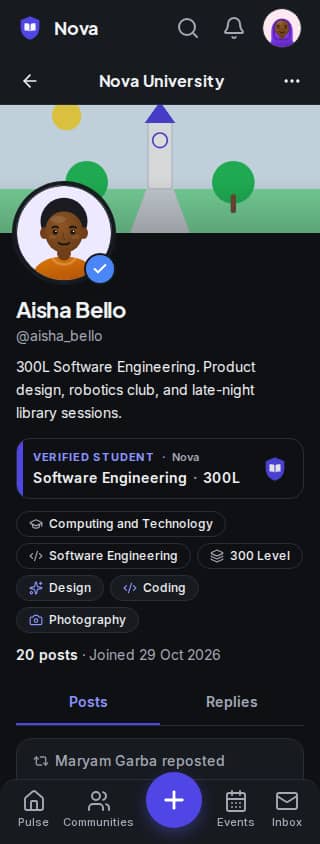 Nova
Nova University
Aisha Bello
@aisha_bello
300L Software Engineering. Product
design, robotics club, and late-night
library sessions.
VERIFIED STUDENT · Nova
Software Engineering · 300L
Computing and Technology
Software Engineering
300 Level
Design
Coding
Photography
20 posts · Joined 29 Oct 2026
Posts
Replies
Maryam Garba reposted
Pulse
Communities
Events
Inbox